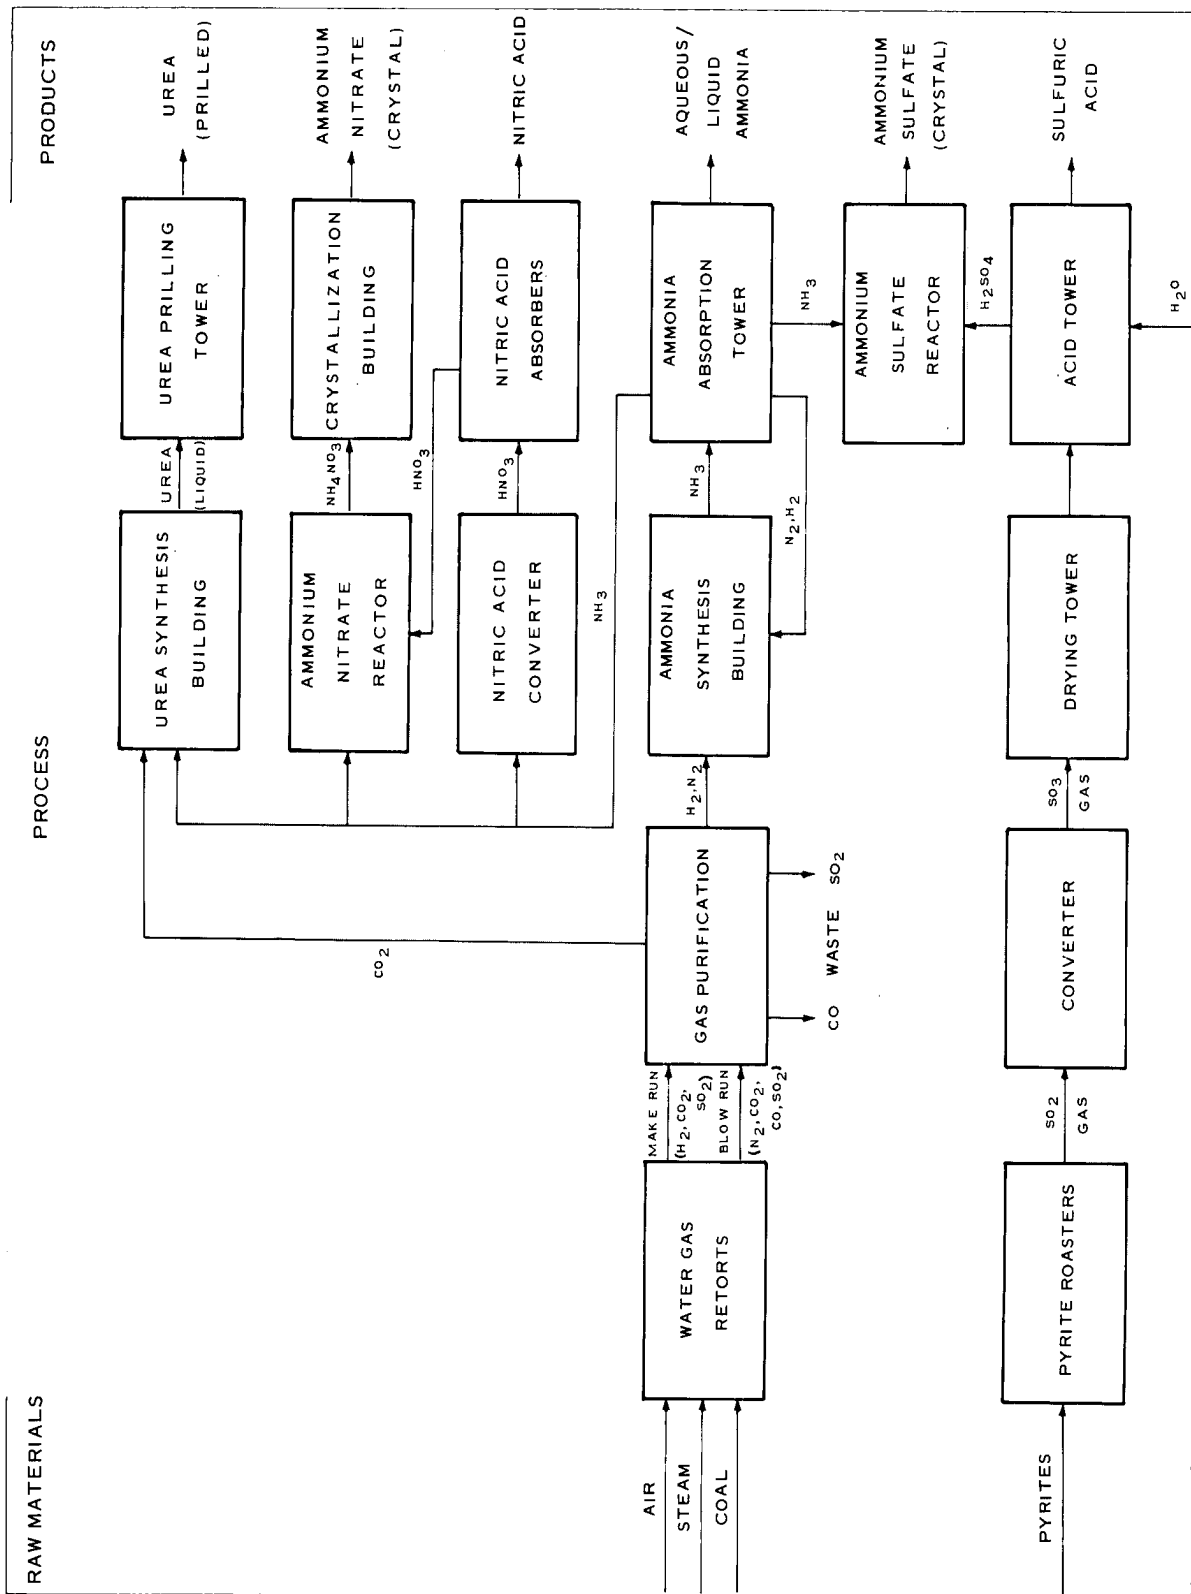 RAW MATERIALS
PROCESS
PRODUCTS
UREA SYNTHESIS
BUILDING
UREA
(LIQUID)
UREA PRILLING
TOWER
UREA
(PRILLED)
AMMONIUM
NITRATE
REACTOR
NH4NO3
CRYSTALLIZATION
BUILDING
AMMONIUM
NITRATE
(CRYSTAL)
HNO3
NITRIC ACID
CONVERTER
HNO3
NITRIC ACID
ABSORBERS
NITRIC ACID
CO2
NH3
AIR
STEAM
COAL
WATER GAS
RETORTS
MAKE RUN
(H2,CO2,
SO2)
BLOW RUN
(N2,CO2,
CO,SO2)
GAS PURIFICATION
CO WASTE SO2
H2,N2
AMMONIA
SYNTHESIS
BUILDING
NH3
N2,H2
AMMONIA
ABSORPTION
TOWER
AQUEOUS/
LIQUID
AMMONIA
NH3
AMMONIUM
SULFATE
REACTOR
AMMONIUM
SULFATE
(CRYSTAL)
H2SO4
PYRITES
PYRITE ROASTERS
SO2
GAS
CONVERTER
SO3
GAS
DRYING TOWER
ACID TOWER
SULFURIC
ACID
H2O